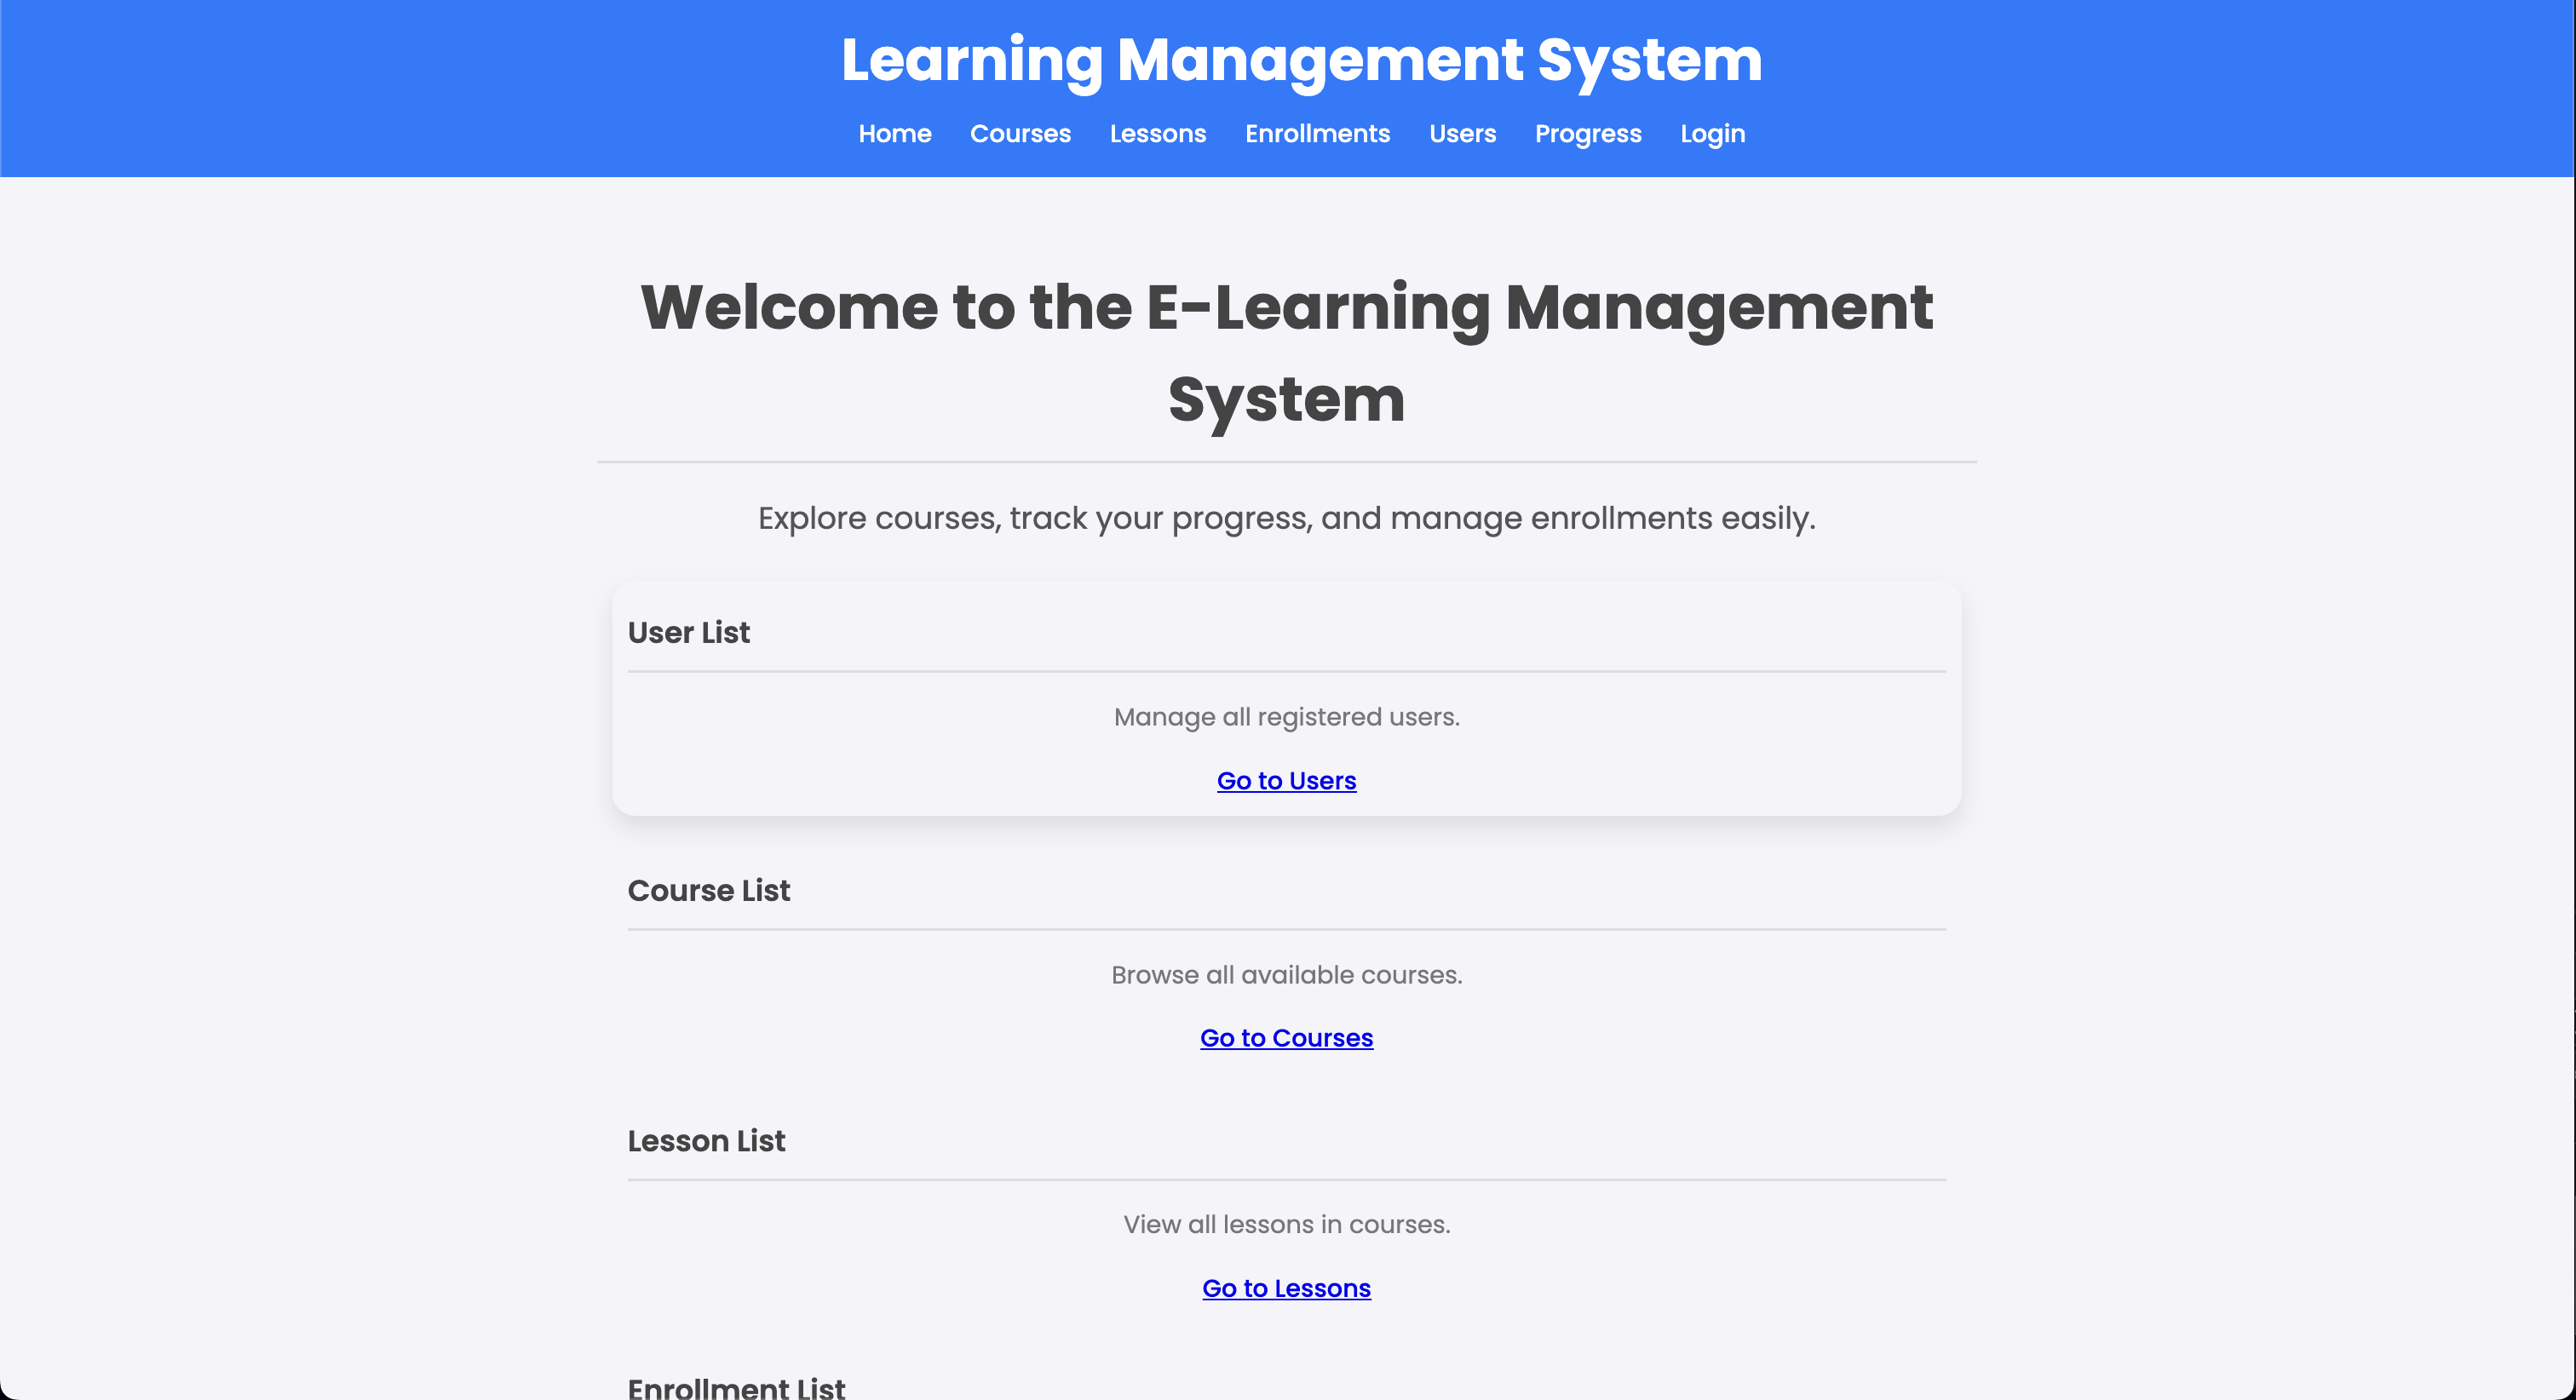 Learning Management System
Home Courses Lessons Enrollments Users Progress Login
Welcome to the E-Learning Management
System
Explore courses, track your progress, and manage enrollments easily.
User List
Manage all registered users.
Go to Users
Course List
Browse all available courses.
Go to Courses
Lesson List
View all lessons in courses.
Go to Lessons
Enrollment List